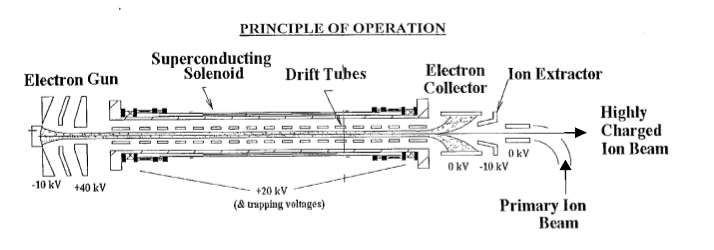 PRINCIPLE OF OPERATION
Electron Gun
Superconducting
Solenoid
Drift Tubes
Electron
Collector
Ion Extractor
Highly
Charged
Ion Beam
-10 kV
+40 kV
+20 kV
(& trapping voltages)
0 kV
-10 kV
0 kV
Primary Ion
Beam